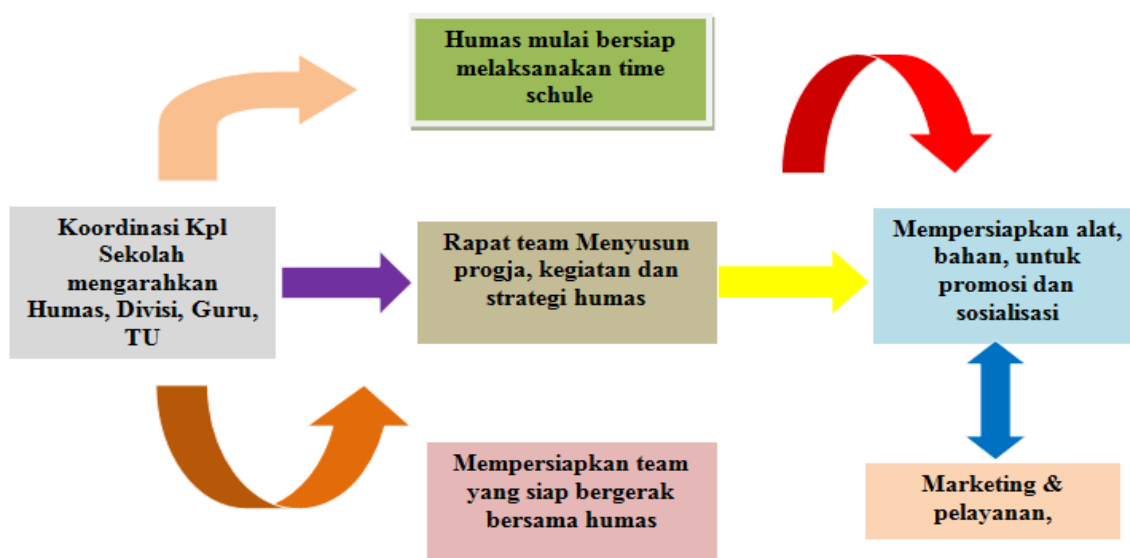 Humas mulai bersiap
melaksanakan time
schule
Koordinasi Kpl
Sekolah
mengarahkan
Humas, Divisi, Guru,
TU
Rapat team Menyusun
progja, kegiatan dan
strategi humas
Mempersiapkan alat,
bahan, untuk
promosi dan
sosialisasi
Mempersiapkan team
yang siap bergerak
bersama humas
Marketing &
pelayanan,